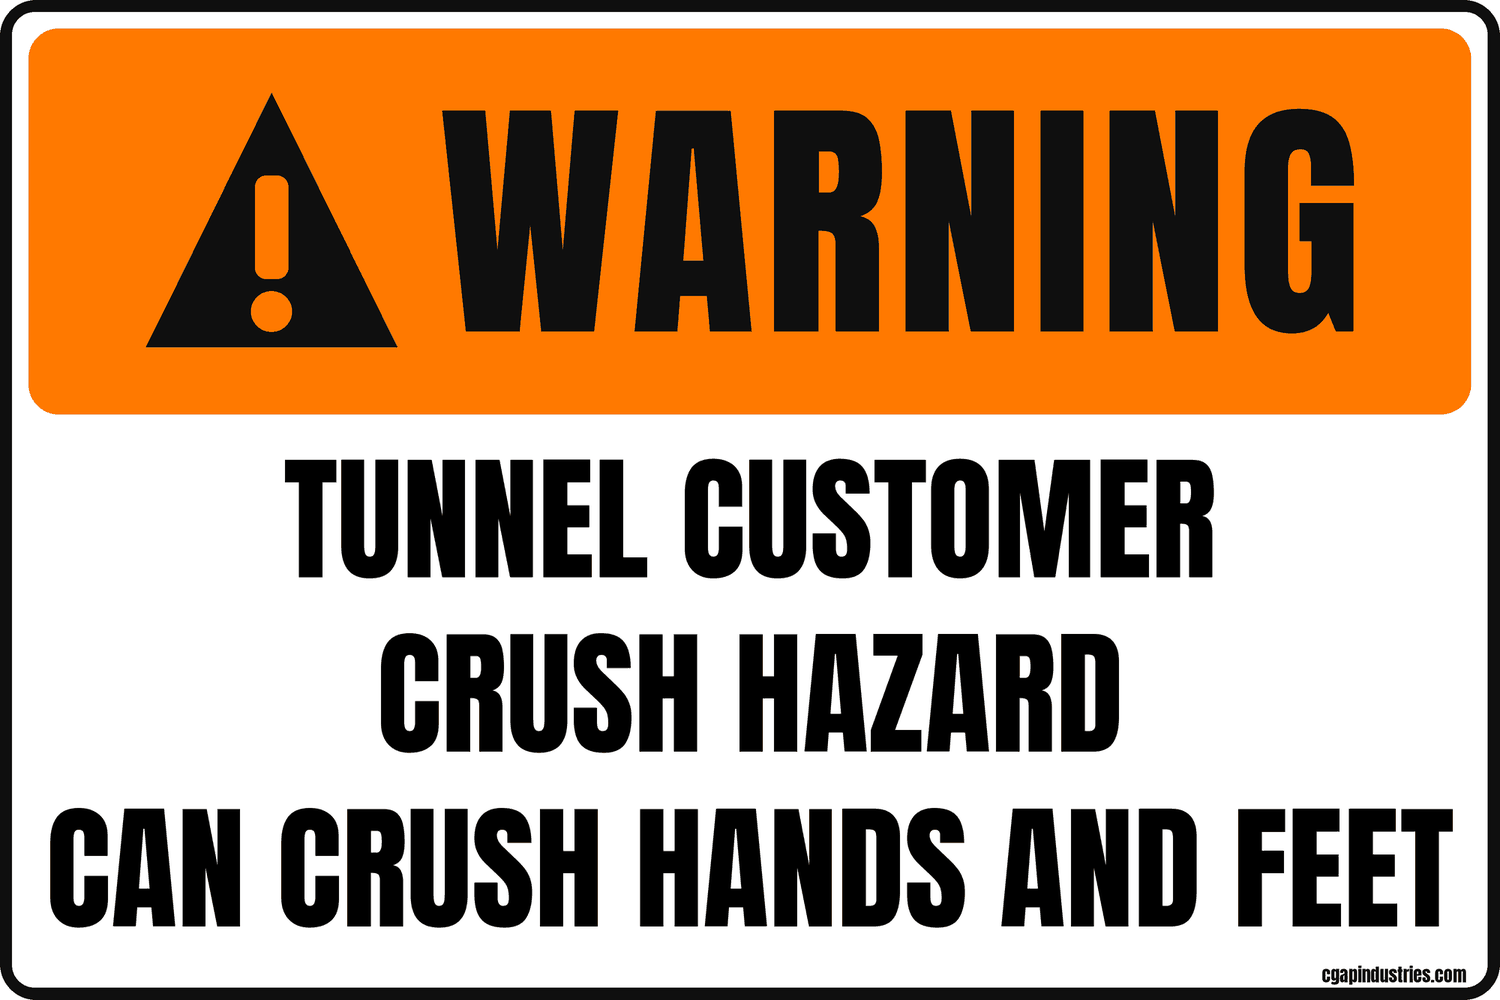 WARNING
TUNNEL CUSTOMER
CRUSH HAZARD
CAN CRUSH HANDS AND FEET
cgapindustries.com